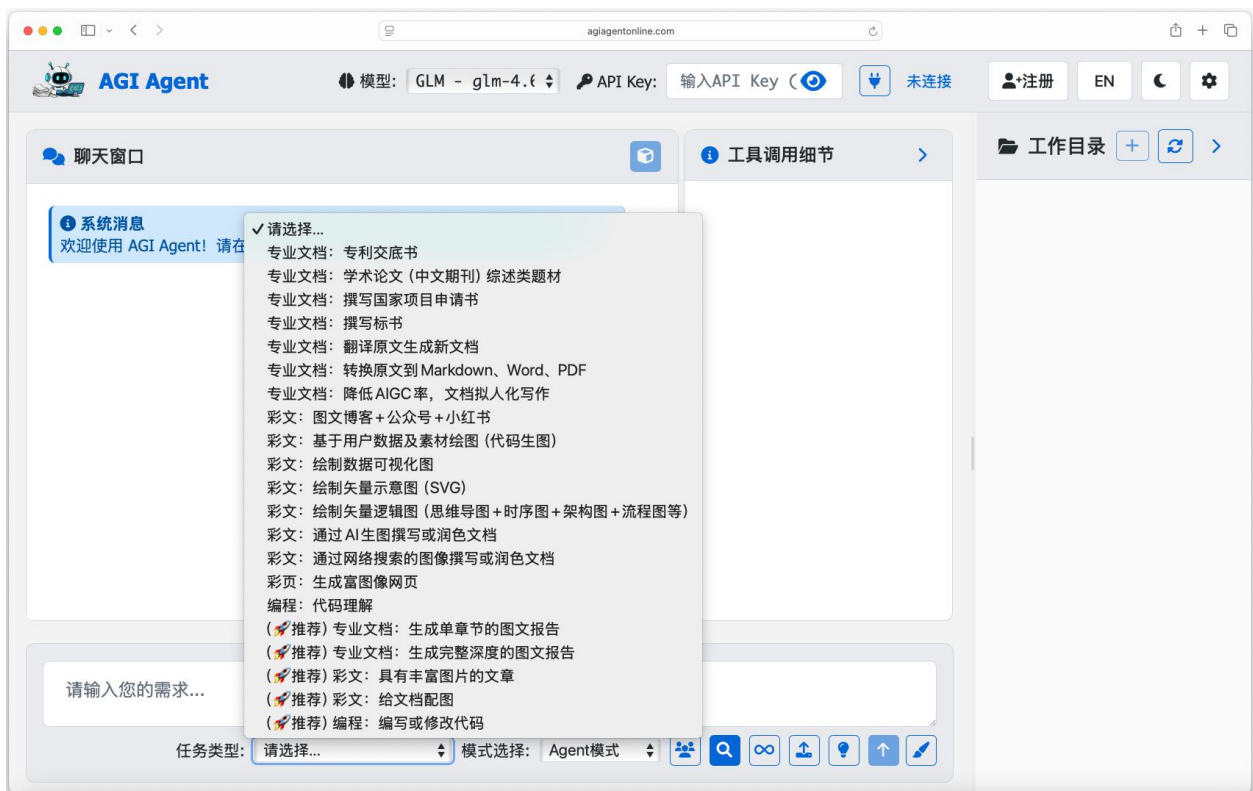 agiagentonline.com
AGI Agent
模型:
GLM - glm-4.6
API Key:
输入API Key (
未连接
注册
EN
聊天窗口
工具调用细节
工作目录
系统消息
欢迎使用 AGI Agent！请在
✓请选择...
专业文档：专利交底书
专业文档：学术论文（中文期刊）综述类题材
专业文档：撰写国家项目申请书
专业文档：撰写标书
专业文档：翻译原文生成新文档
专业文档：转换原文到 Markdown、Word、PDF
专业文档：降低AIGC率，文档拟人化写作
彩文：图文博客+公众号+小红书
彩文：基于用户数据及素材绘图（代码生图）
彩文：绘制数据可视化图
彩文：绘制矢量示意图（SVG）
彩文：绘制矢量逻辑图（思维导图+时序图+架构图+流程图等）
彩文：通过AI生图撰写或润色文档
彩文：通过网络搜索的图像撰写或润色文档
彩页：生成富图像网页
编程：代码理解
（🚀推荐）专业文档：生成单章节的图文报告
（🚀推荐）专业文档：生成完整深度的图文报告
（🚀推荐）彩文：具有丰富图片的文章
（🚀推荐）彩文：给文档配图
（🚀推荐）编程：编写或修改代码
请输入您的需求...
任务类型:
请选择...
模式选择:
Agent模式